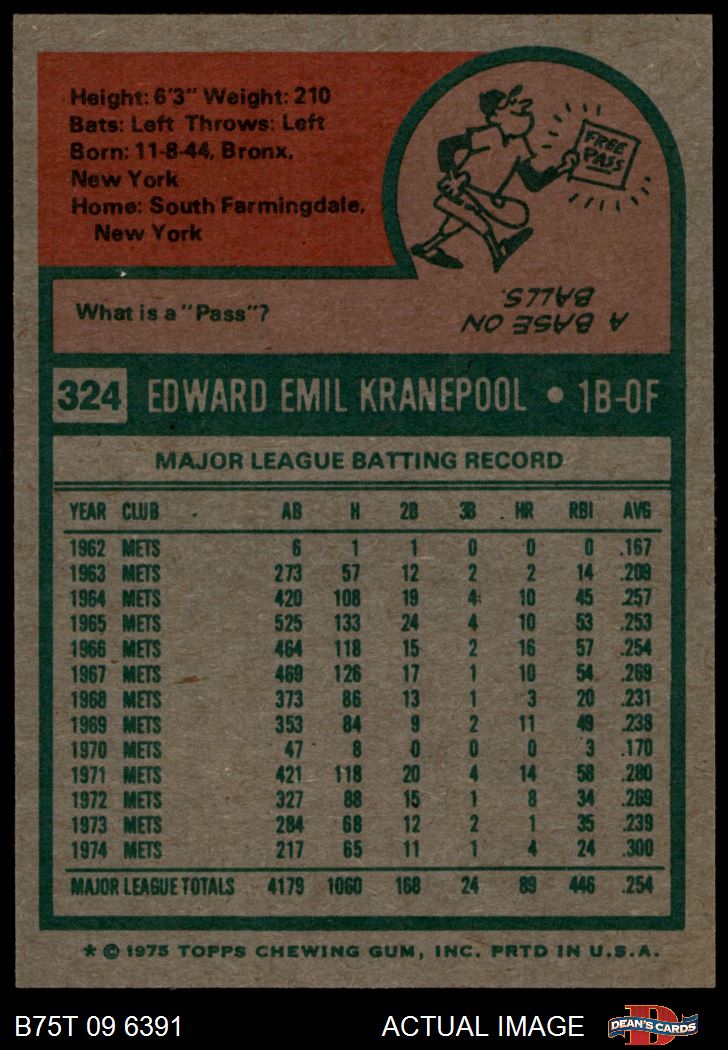 Height: 6'3" Weight: 210
Bats: Left Throws: Left
Born: 11-8-44, Bronx,
New York
Home: South Farmingdale,
New York
FREE
PASS
What is a "Pass"?
A BASE ON
BALLS.
324 EDWARD EMIL KRANEPOOL • 1B-OF
MAJOR LEAGUE BATTING RECORD
YEAR CLUB AB H 2B 3B HR RBI AVG
1962 METS 6 1 1 0 0 0 .167
1963 METS 273 57 12 2 2 14 .209
1964 METS 420 108 19 4 10 45 .257
1965 METS 525 133 24 4 10 53 .253
1966 METS 464 118 15 2 16 57 .254
1967 METS 469 126 17 1 10 54 .269
1968 METS 373 86 13 1 3 20 .231
1969 METS 353 84 9 2 11 49 .238
1970 METS 47 8 0 0 0 3 .170
1971 METS 421 118 20 4 14 58 .280
1972 METS 327 88 15 1 8 34 .269
1973 METS 284 68 12 2 1 35 .239
1974 METS 217 65 11 1 4 24 .300
MAJOR LEAGUE TOTALS 4179 1060 168 24 89 446 .254
* © 1975 TOPPS CHEWING GUM, INC. PRTD IN U.S.A.
B75T 09 6391 ACTUAL IMAGE DEAN'S CARDS